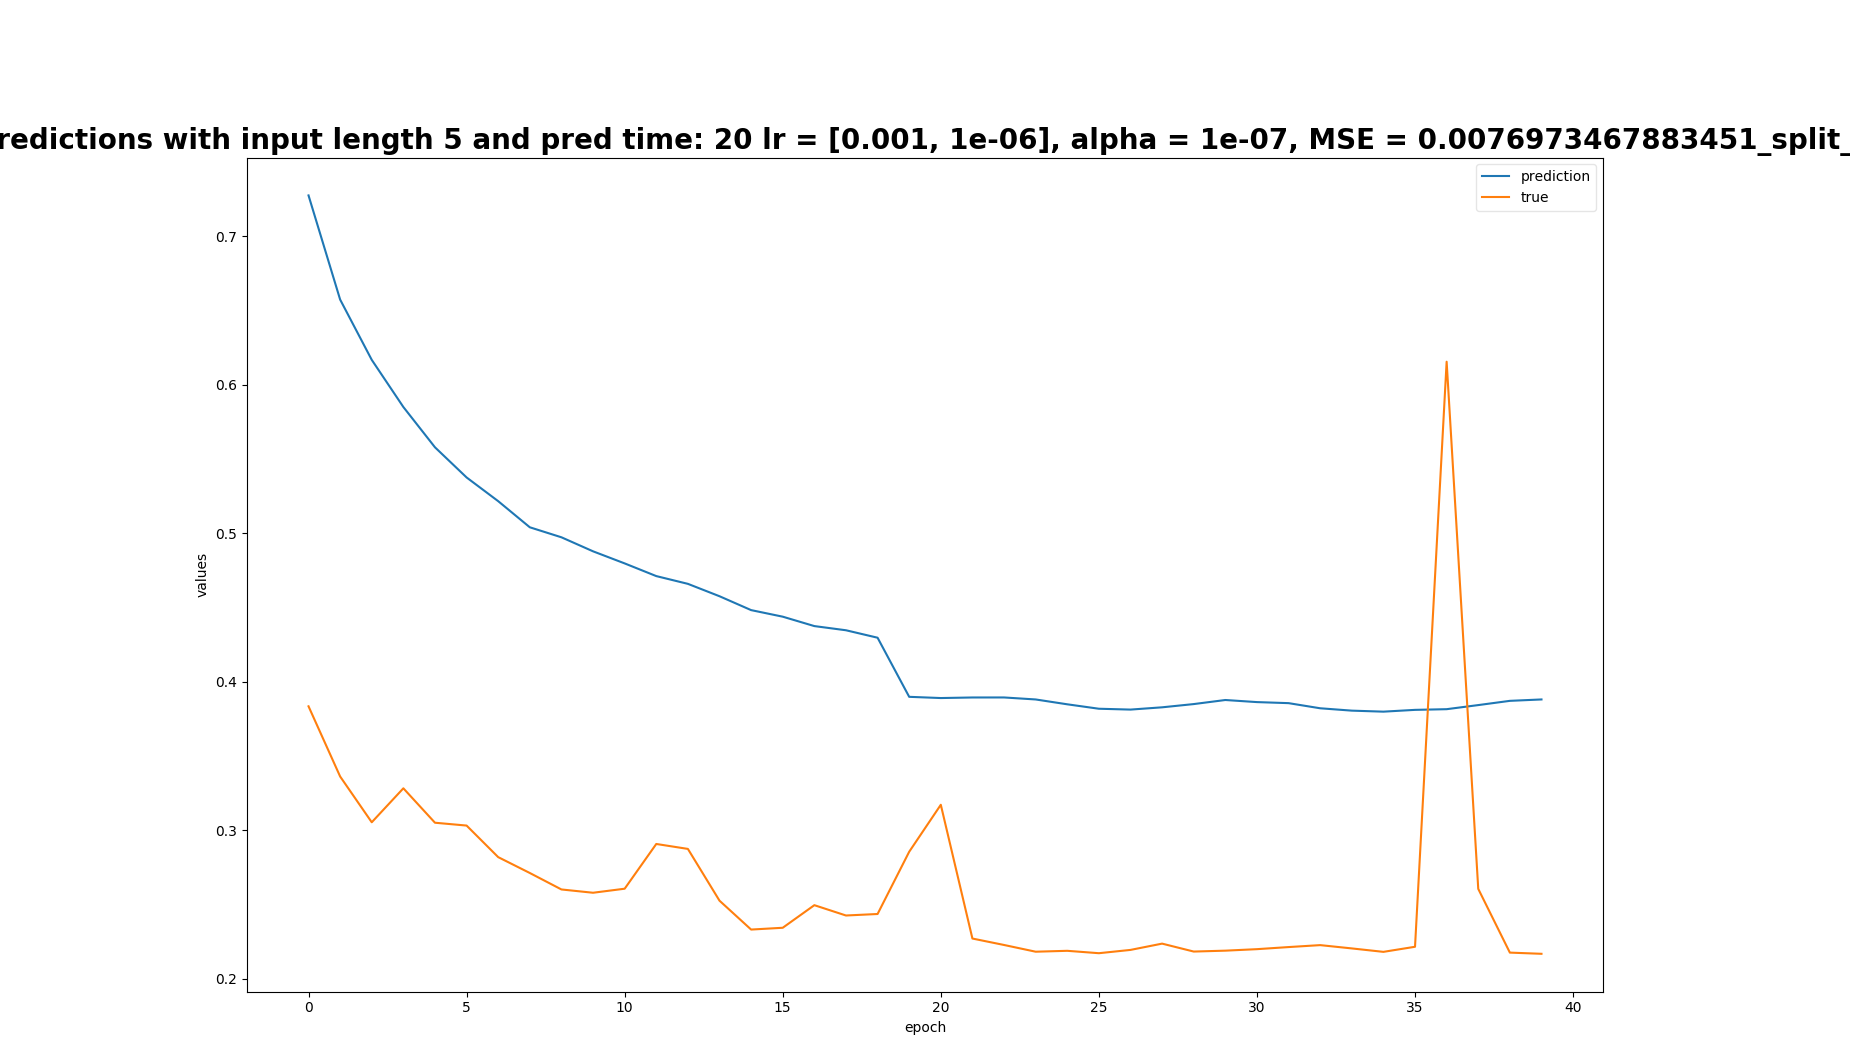 redictions with input length 5 and pred time: 20 lr = [0.001, 1e-06], alpha = 1e-07, MSE = 0.0076973467883451_split_
prediction
true
0.7
0.6
0.5
0.4
0.3
0.2
values
0 5 10 15 20 25 30 35 40
epoch